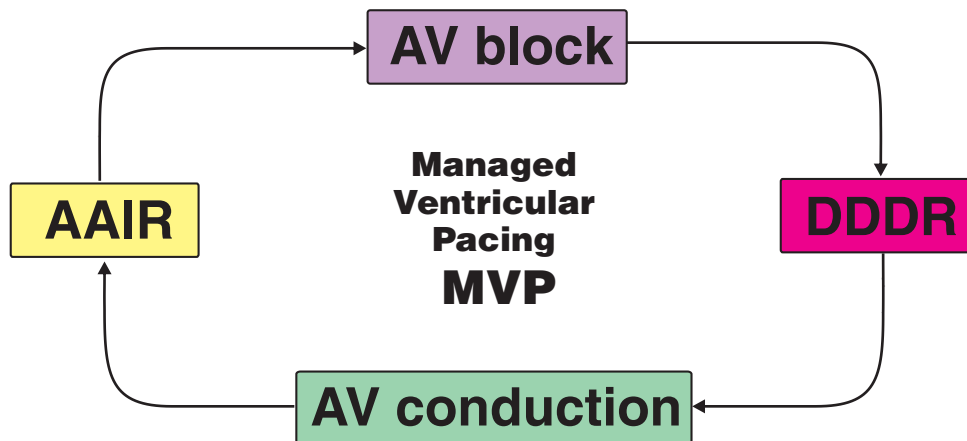 AV block
Managed
Ventricular
Pacing
MVP
AAIR
DDDR
AV conduction